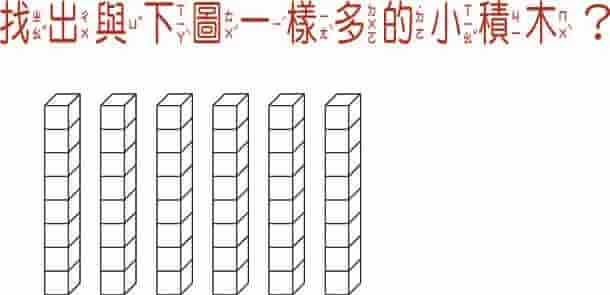 找ㄓㄠˇ出ㄔㄨ與ㄩˇ下ㄒㄧㄚˋ圖ㄊㄨˊ一ㄧˊ樣ㄧㄤˋ多ㄉㄨㄛ的ㄉㄜ˙小ㄒㄧㄠˇ積ㄐㄧ木ㄇㄨˋ？